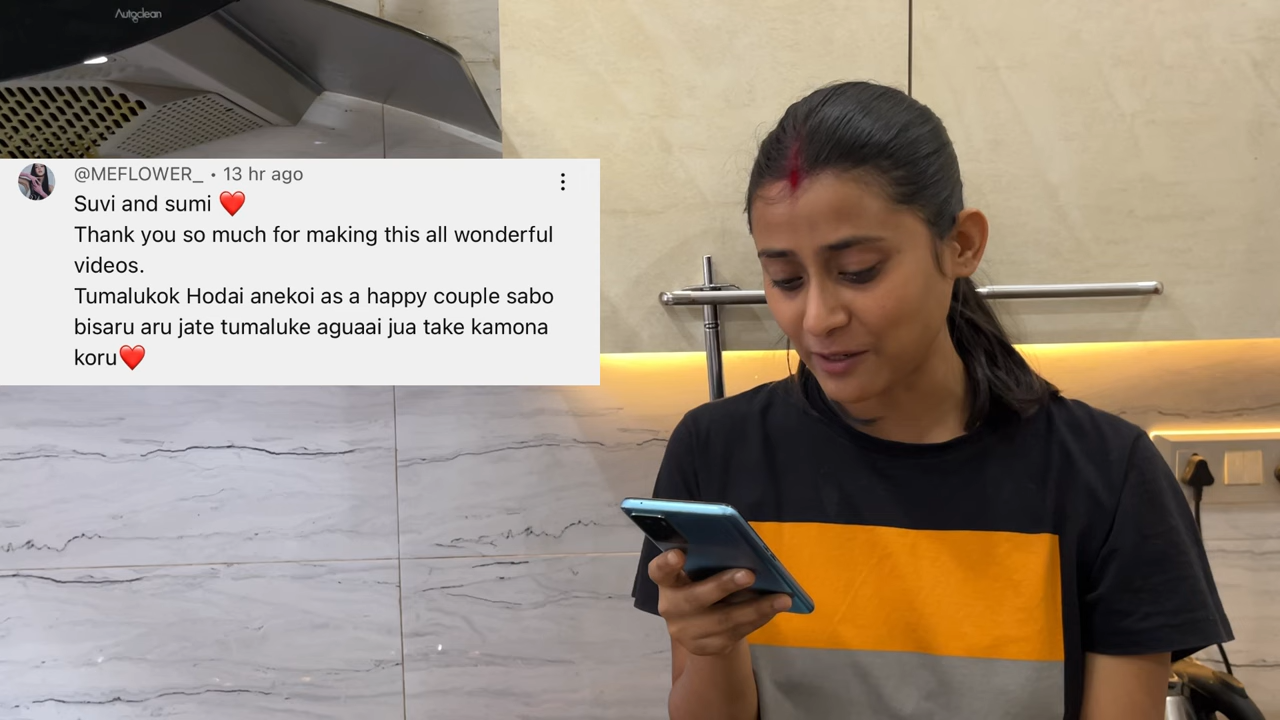 Autoclean
@MEFLOWER_ • 13 hr ago
Suvi and sumi ❤️
Thank you so much for making this all wonderful
videos.
Tumalukok Hodai anekoi as a happy couple sabo
bisaru aru jate tumaluke aguaai jua take kamona
koru❤️